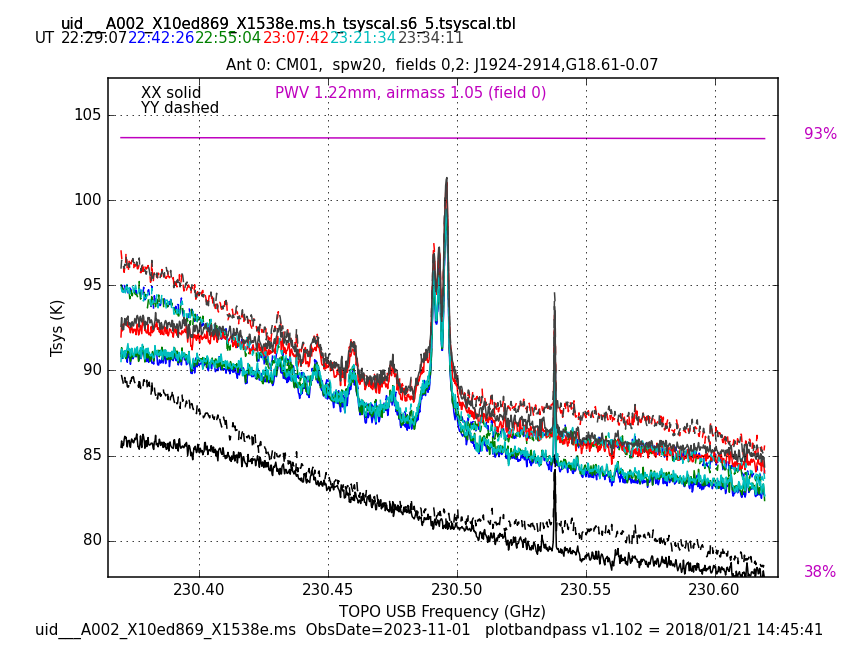 uid___A002_X10ed869_X1538e.ms.h_tsyscal.s6_5.tsyscal.tbl
UT 22:29:07 22:42:26 22:55:04 23:07:42 23:21:34 23:34:11
Ant 0: CM01,  spw20,  fields 0,2: J1924-2914,G18.61-0.07
XX solid
YY dashed
PWV 1.22mm, airmass 1.05 (field 0)
93%
38%
105
100
95
90
85
80
Tsys (K)
230.40 230.45 230.50 230.55 230.60
TOPO USB Frequency (GHz)
uid___A002_X10ed869_X1538e.ms  ObsDate=2023-11-01   plotbandpass v1.102 = 2018/01/21 14:45:41